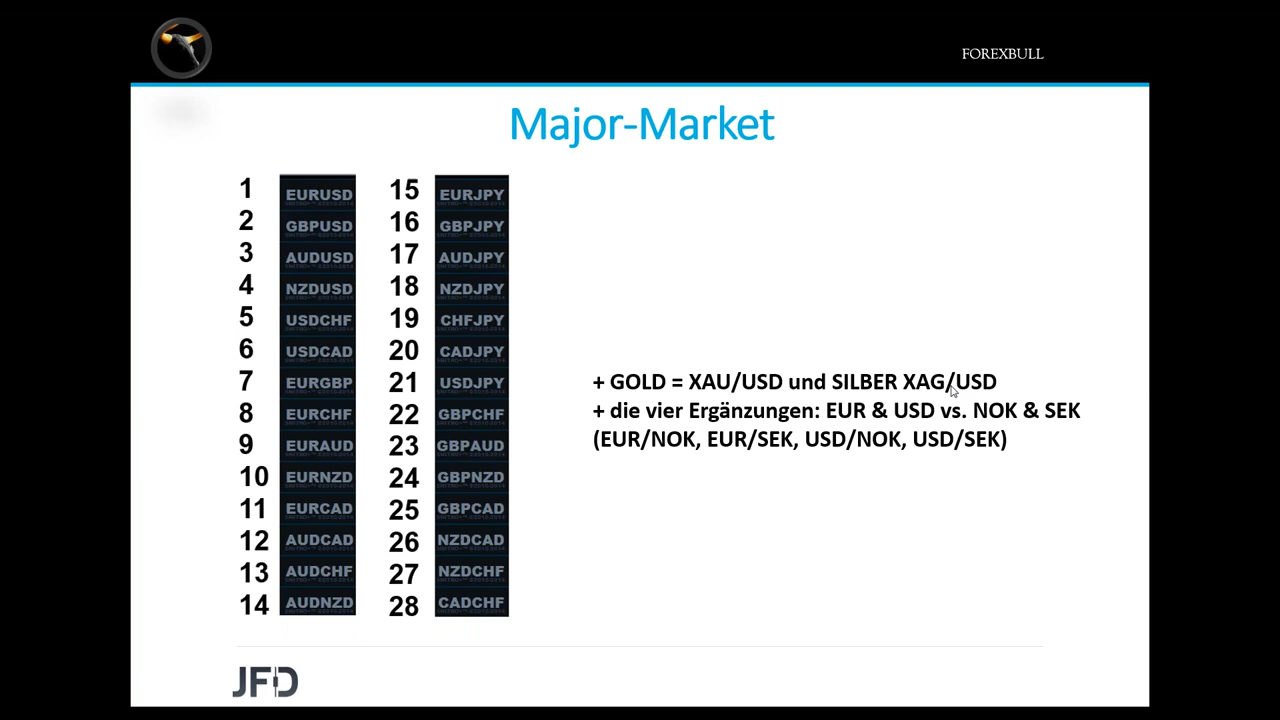 FOREXBULL
Major-Market
1 EURUSD
2 GBPUSD
3 AUDUSD
4 NZDUSD
5 USDCHF
6 USDCAD
7 EURGBP
8 EURCHF
9 EURAUD
10 EURNZD
11 EURCAD
12 AUDCAD
13 AUDCHF
14 AUDNZD
15 EURJPY
16 GBPJPY
17 AUDJPY
18 NZDJPY
19 CHFJPY
20 CADJPY
21 USDJPY
22 GBPCHF
23 GBPAUD
24 GBPNZD
25 GBPCAD
26 NZDCAD
27 NZDCHF
28 CADCHF
+ GOLD = XAU/USD und SILBER XAG/USD
+ die vier Ergänzungen: EUR & USD vs. NOK & SEK
(EUR/NOK, EUR/SEK, USD/NOK, USD/SEK)
JFD